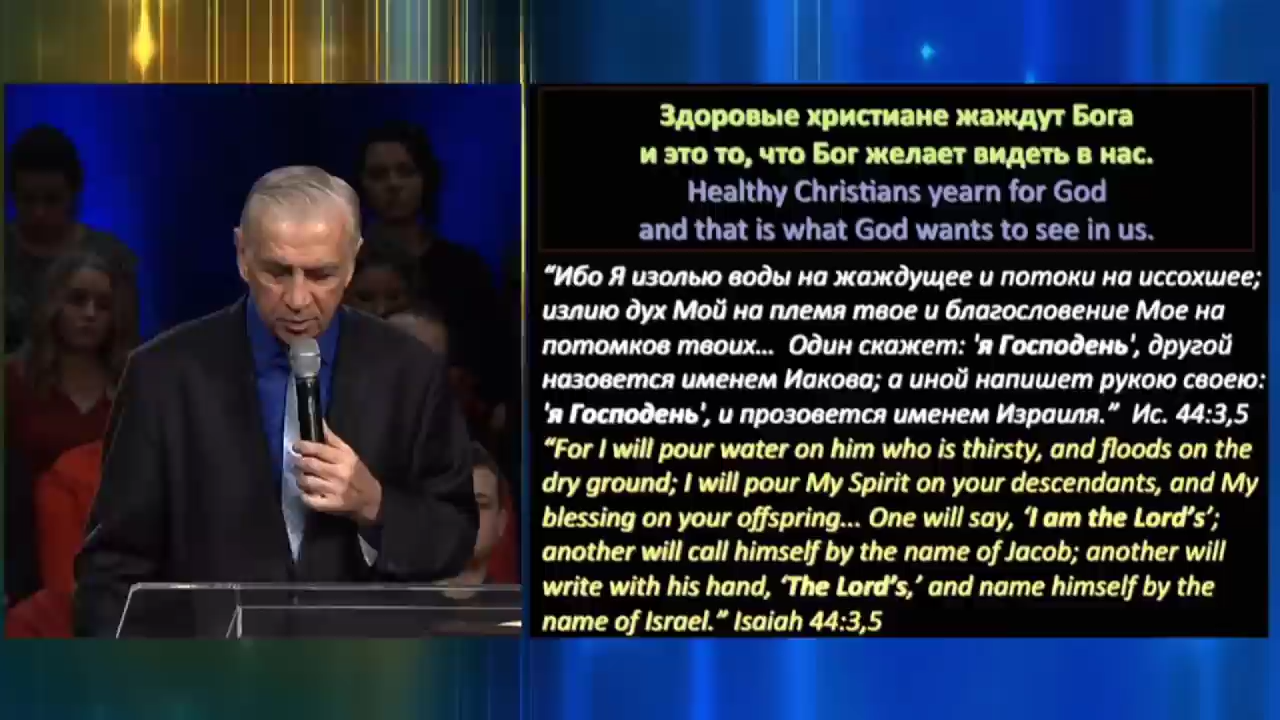 Здоровые христиане жаждут Бога
и это то, что Бог желает видеть в нас.
Healthy Christians yearn for God
and that is what God wants to see in us.
“Ибо Я изолью воды на жаждущее и потоки на иссохшее;
излию дух Мой на племя твое и благословение Мое на
потомков твоих... Один скажет: 'я Господень', другой
назовется именем Иакова; а иной напишет рукою своею:
'я Господень', и прозовется именем Израиля.” Ис. 44:3,5
“For I will pour water on him who is thirsty, and floods on the
dry ground; I will pour My Spirit on your descendants, and My
blessing on your offspring... One will say, ‘I am the Lord’s’;
another will call himself by the name of Jacob; another will
write with his hand, ‘The Lord’s,’ and name himself by the
name of Israel.” Isaiah 44:3,5